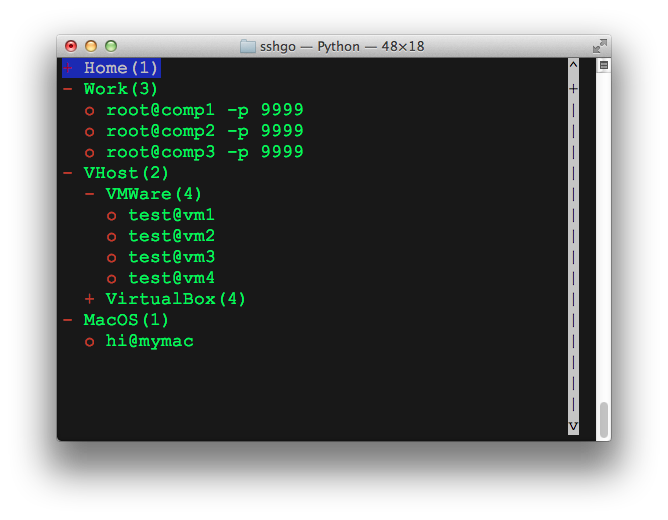 sshgo — Python — 48×18
+ Home(1)
- Work(3)
o root@comp1 -p 9999
o root@comp2 -p 9999
o root@comp3 -p 9999
- VHost(2)
- VMWare(4)
o test@vm1
o test@vm2
o test@vm3
o test@vm4
+ VirtualBox(4)
- MacOS(1)
o hi@mymac